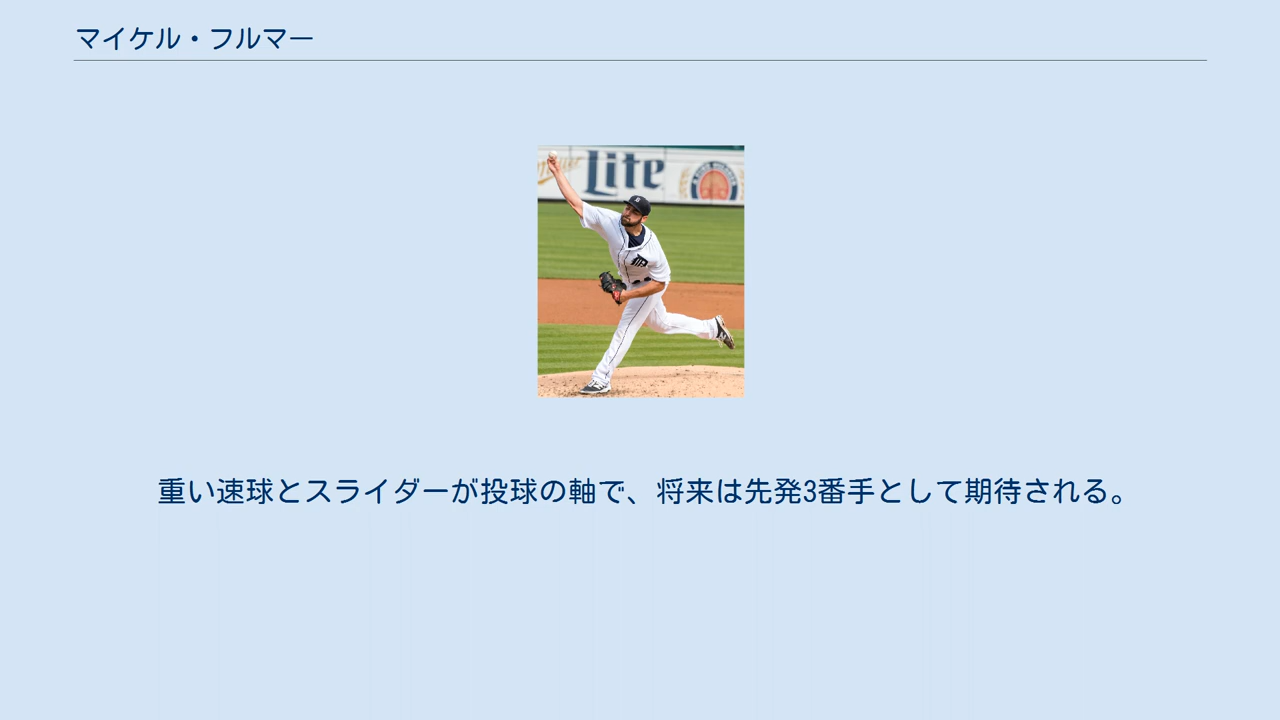 マイケル・フルマー
Lite
重い速球とスライダーが投球の軸で、将来は先発3番手として期待される。